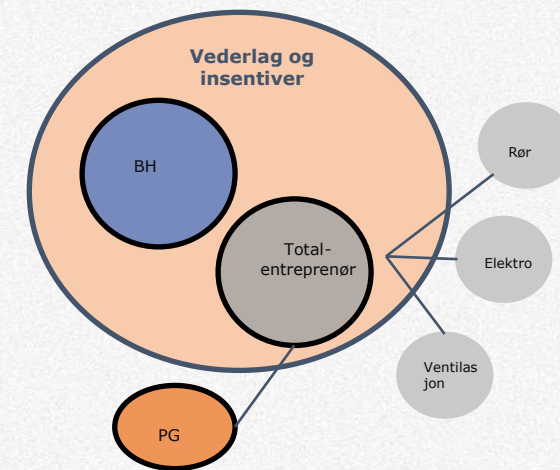 Vederlag og
insentiver
BH
Rør
Total-
entreprenør
Elektro
Ventilas
jon
PG